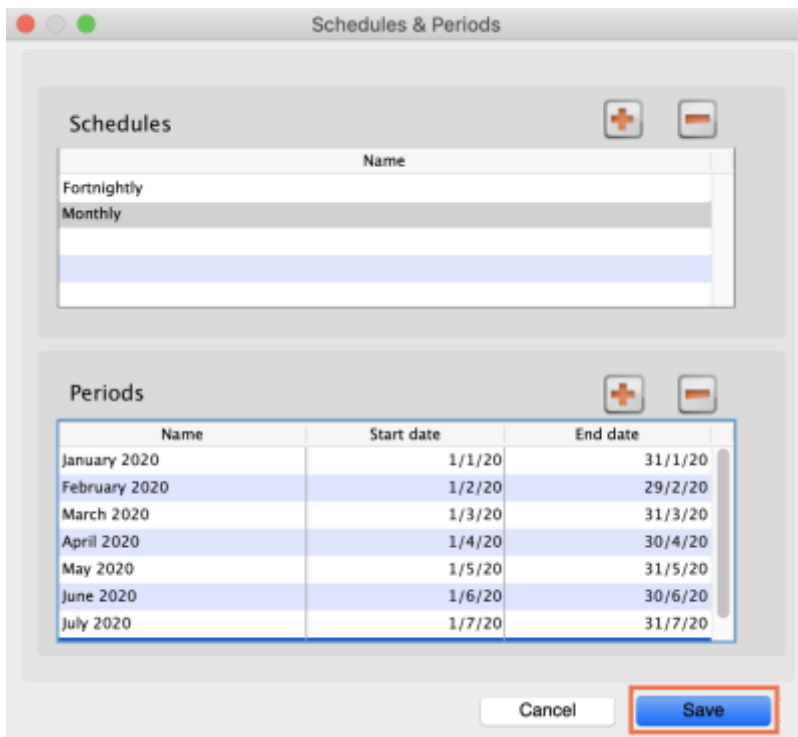 Schedules & Periods
Schedules
Name
Fortnightly
Monthly
Periods
Name Start date End date
January 2020 1/1/20 31/1/20
February 2020 1/2/20 29/2/20
March 2020 1/3/20 31/3/20
April 2020 1/4/20 30/4/20
May 2020 1/5/20 31/5/20
June 2020 1/6/20 30/6/20
July 2020 1/7/20 31/7/20
Cancel Save